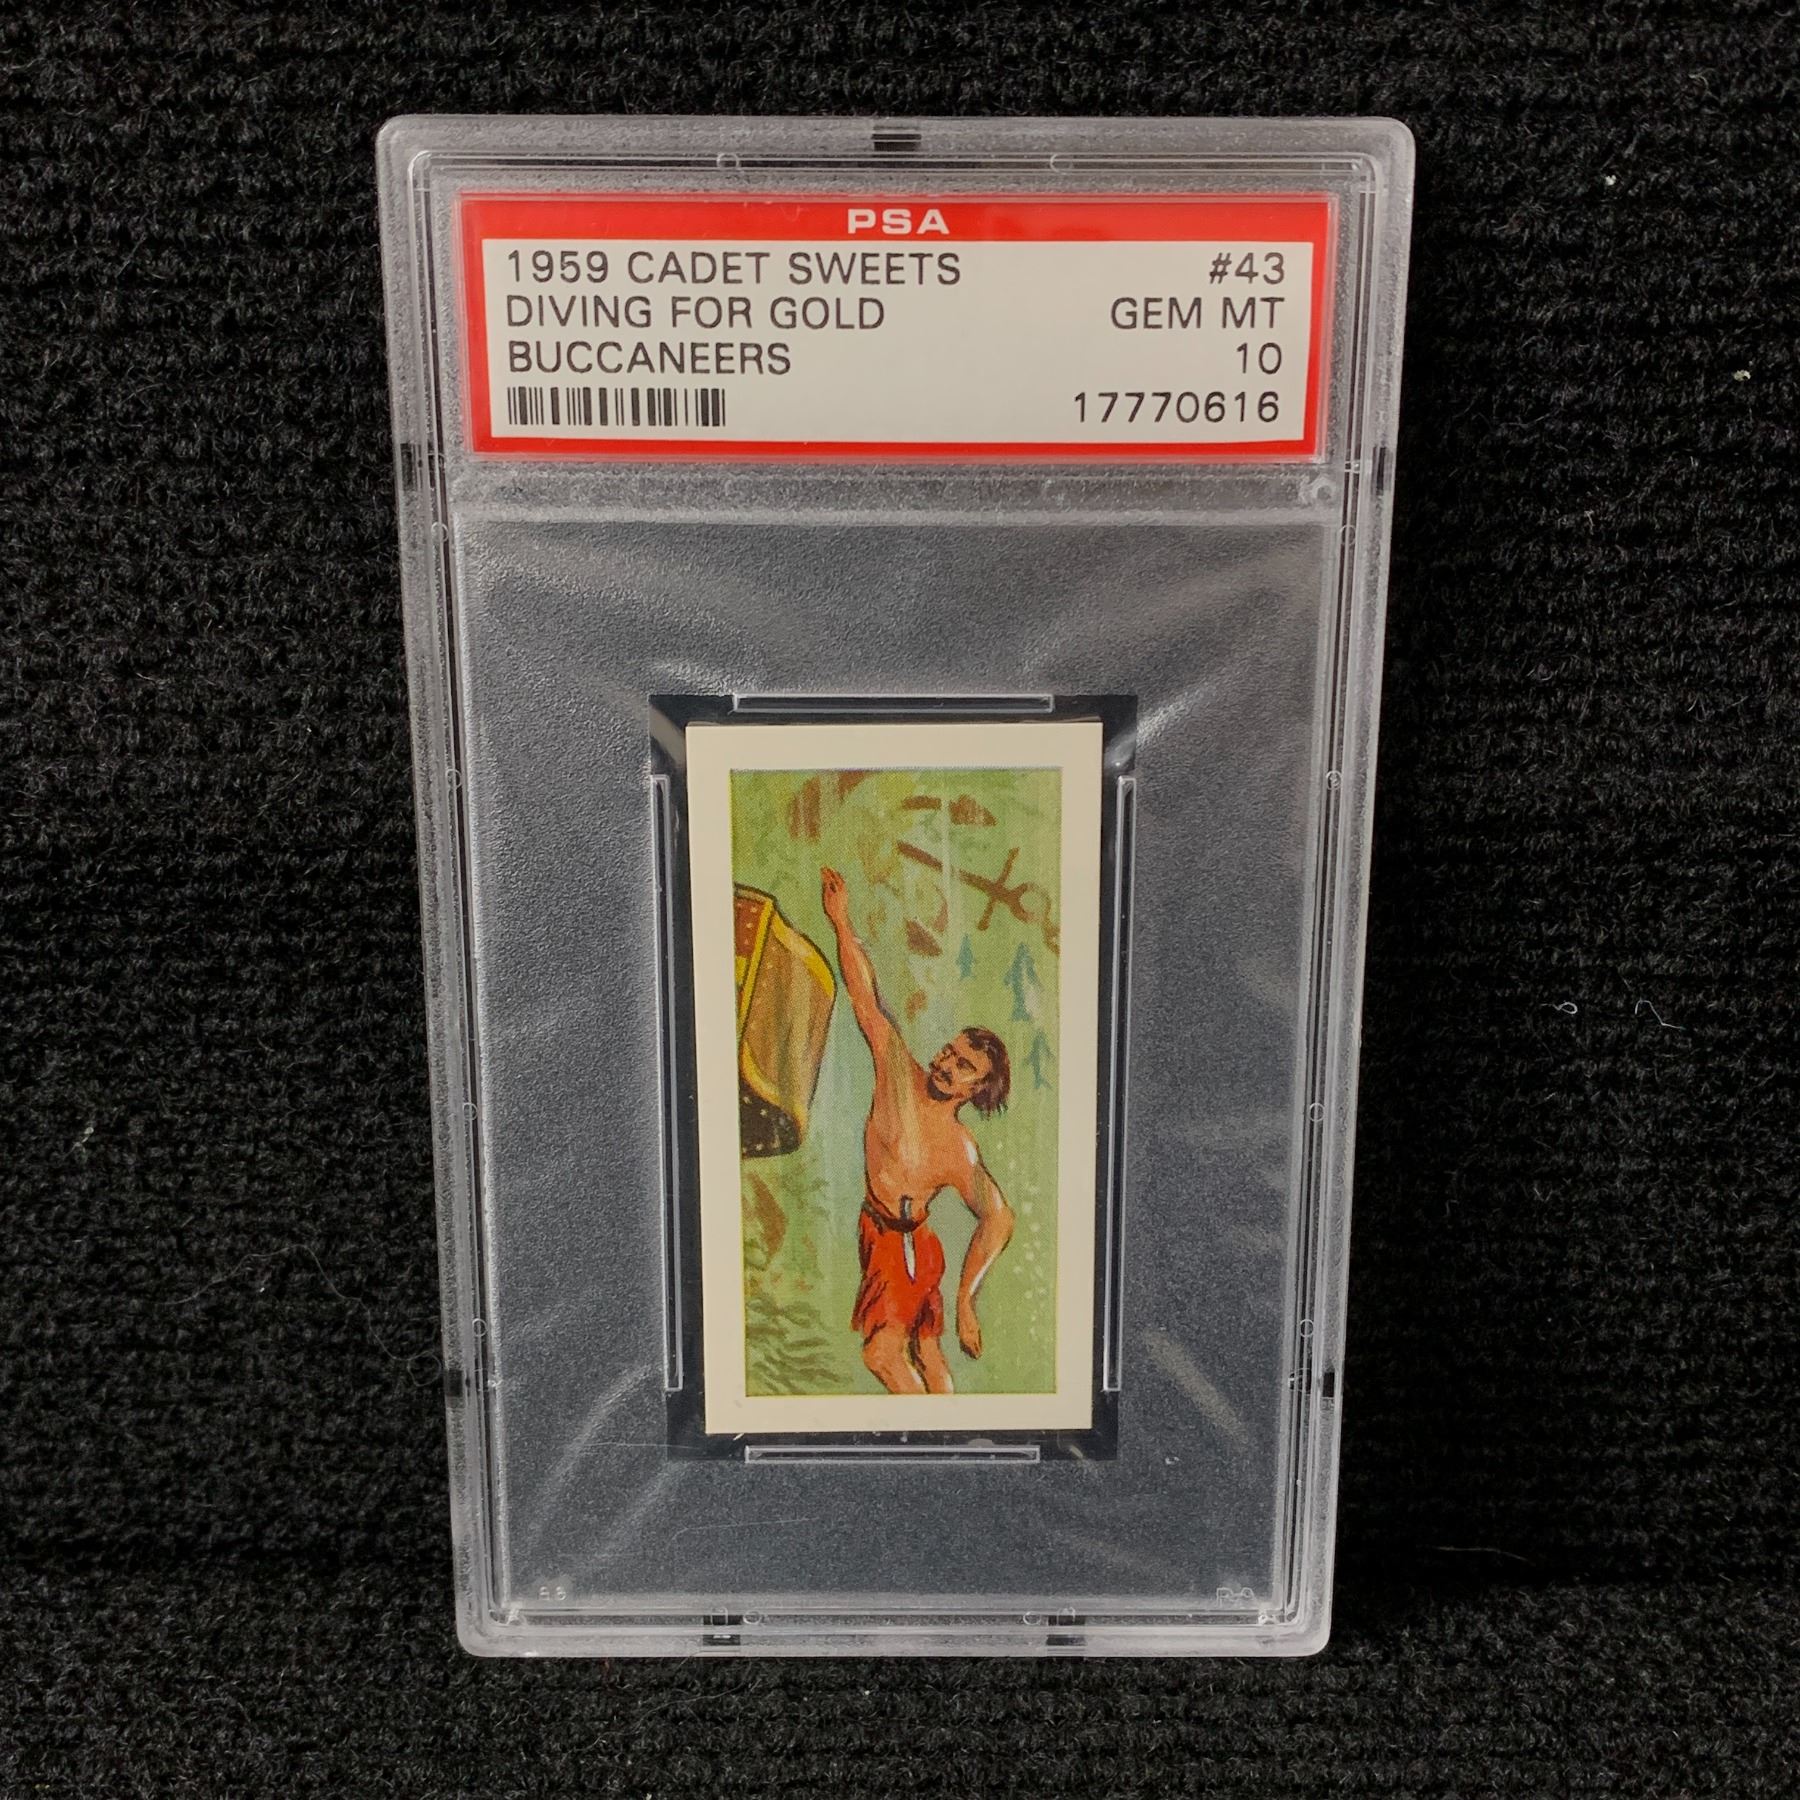 PSA
1959 CADET SWEETS #43
DIVING FOR GOLD GEM MT
BUCCANEERS 10
17770616